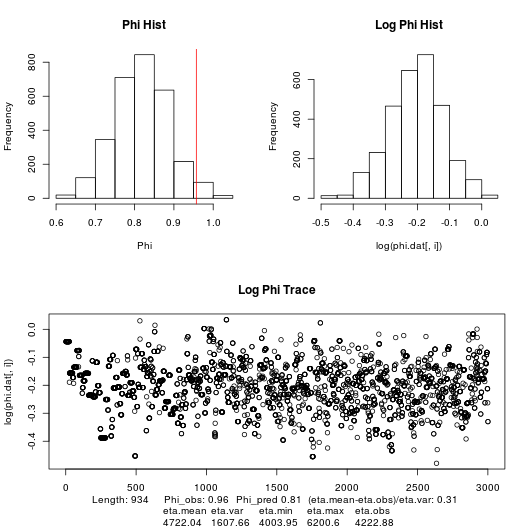 Phi Hist
Log Phi Hist
Frequency
0 200 400 600 800
0.6 0.7 0.8 0.9 1.0
Phi
Frequency
0 200 400 600
-0.5 -0.4 -0.3 -0.2 -0.1 0.0
log(phi.dat[, i])
Log Phi Trace
log(phi.dat[, i])
-0.4 -0.3 -0.2 -0.1 0.0
0 500 1000 1500 2000 2500 3000
Length: 934 Phi_obs: 0.96 Phi_pred 0.81 (eta.mean-eta.obs)/eta.var: 0.31
eta.mean eta.var eta.min eta.max eta.obs
4722.04 1607.66 4003.95 6200.6 4222.88